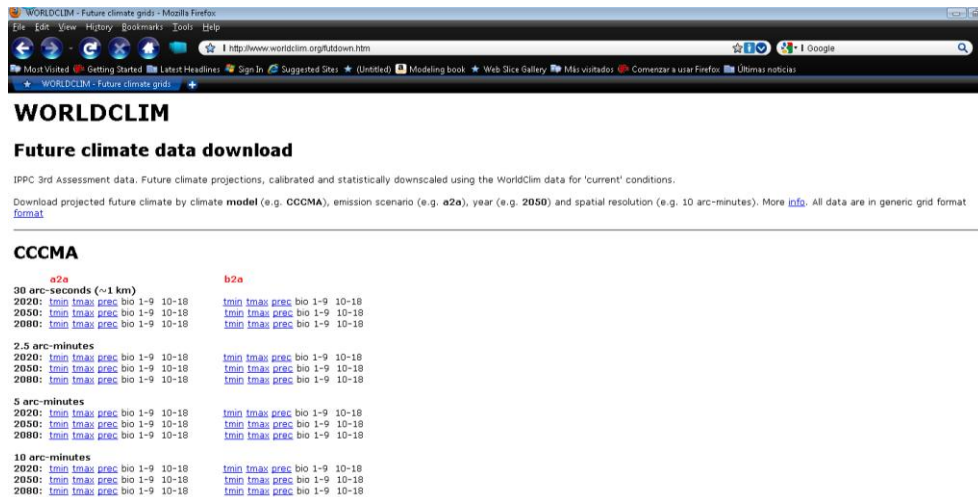 WORLDCLIM - Future climate grids - Mozilla Firefox
File Edit View History Bookmarks Tools Help
http://www.worldclim.org/futdown.htm Google
Most Visited Getting Started Latest Headlines Sign In Suggested Sites (Untitled) Modeling book Web Slice Gallery Más visitados Comenzar a usar Firefox Últimas noticias
WORLDCLIM - Future climate grids
WORLDCLIM
Future climate data download
IPPC 3rd Assessment data. Future climate projections, calibrated and statistically downscaled using the WorldClim data for 'current' conditions.
Download projected future climate by climate model (e.g. CCCMA), emission scenario (e.g. a2a), year (e.g. 2050) and spatial resolution (e.g. 10 arc-minutes). More info. All data are in generic grid format
format
CCCMA
a2a b2a
30 arc-seconds (~1 km)
2020: tmin tmax prec bio 1-9 10-18 tmin tmax prec bio 1-9 10-18
2050: tmin tmax prec bio 1-9 10-18 tmin tmax prec bio 1-9 10-18
2080: tmin tmax prec bio 1-9 10-18 tmin tmax prec bio 1-9 10-18
2.5 arc-minutes
2020: tmin tmax prec bio 1-9 10-18 tmin tmax prec bio 1-9 10-18
2050: tmin tmax prec bio 1-9 10-18 tmin tmax prec bio 1-9 10-18
2080: tmin tmax prec bio 1-9 10-18 tmin tmax prec bio 1-9 10-18
5 arc-minutes
2020: tmin tmax prec bio 1-9 10-18 tmin tmax prec bio 1-9 10-18
2050: tmin tmax prec bio 1-9 10-18 tmin tmax prec bio 1-9 10-18
2080: tmin tmax prec bio 1-9 10-18 tmin tmax prec bio 1-9 10-18
10 arc-minutes
2020: tmin tmax prec bio 1-9 10-18 tmin tmax prec bio 1-9 10-18
2050: tmin tmax prec bio 1-9 10-18 tmin tmax prec bio 1-9 10-18
2080: tmin tmax prec bio 1-9 10-18 tmin tmax prec bio 1-9 10-18